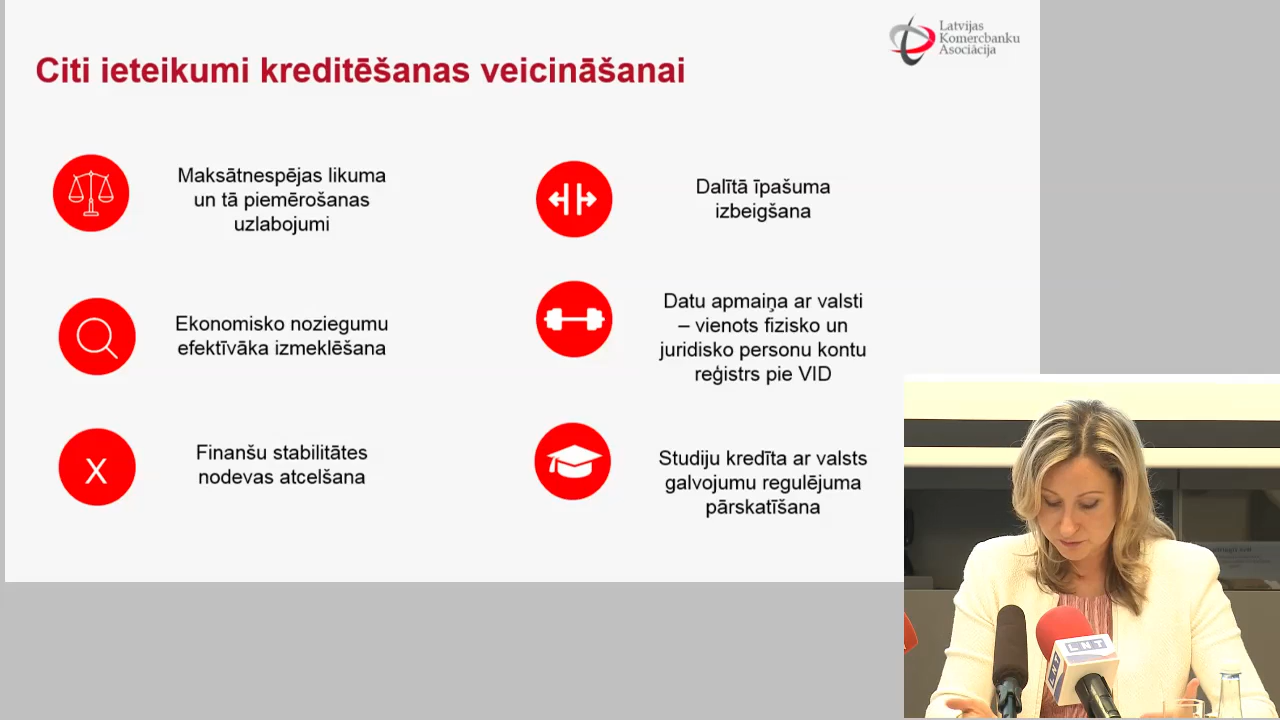 Latvijas
Komercbanku
Asociācija
Citi ieteikumi kreditēšanas veicināšanai
Maksātnespējas likuma
un tā piemērošanas
uzlabojumi
Dalītā īpašuma
izbeigšana
Ekonomisko noziegumu
efektīvāka izmeklēšana
Datu apmaiņa ar valsti
– vienots fizisko un
juridisko personu kontu
reģistrs pie VID
X
Finanšu stabilitātes
nodevas atcelšana
Studiju kredīta ar valsts
galvojumu regulējuma
pārskatīšana
LNT
LNT